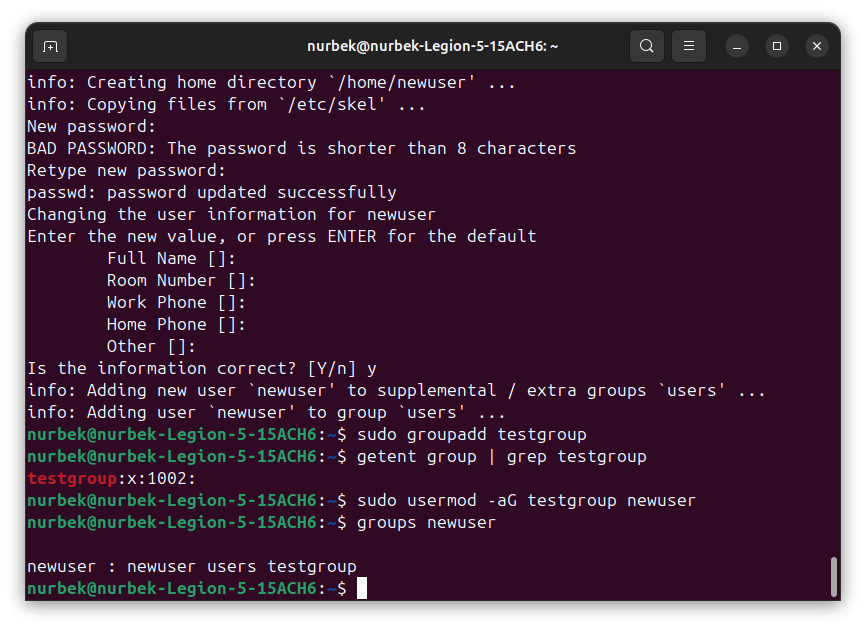 nurbek@nurbek-Legion-5-15ACH6: ~
info: Creating home directory `/home/newuser' ...
info: Copying files from `/etc/skel' ...
New password:
BAD PASSWORD: The password is shorter than 8 characters
Retype new password:
passwd: password updated successfully
Changing the user information for newuser
Enter the new value, or press ENTER for the default
        Full Name []:
        Room Number []:
        Work Phone []:
        Home Phone []:
        Other []:
Is the information correct? [Y/n] y
info: Adding new user `newuser' to supplemental / extra groups `users' ...
info: Adding user `newuser' to group `users' ...
nurbek@nurbek-Legion-5-15ACH6:~$ sudo groupadd testgroup
nurbek@nurbek-Legion-5-15ACH6:~$ getent group | grep testgroup
testgroup:x:1002:
nurbek@nurbek-Legion-5-15ACH6:~$ sudo usermod -aG testgroup newuser
nurbek@nurbek-Legion-5-15ACH6:~$ groups newuser
newuser : newuser users testgroup
nurbek@nurbek-Legion-5-15ACH6:~$